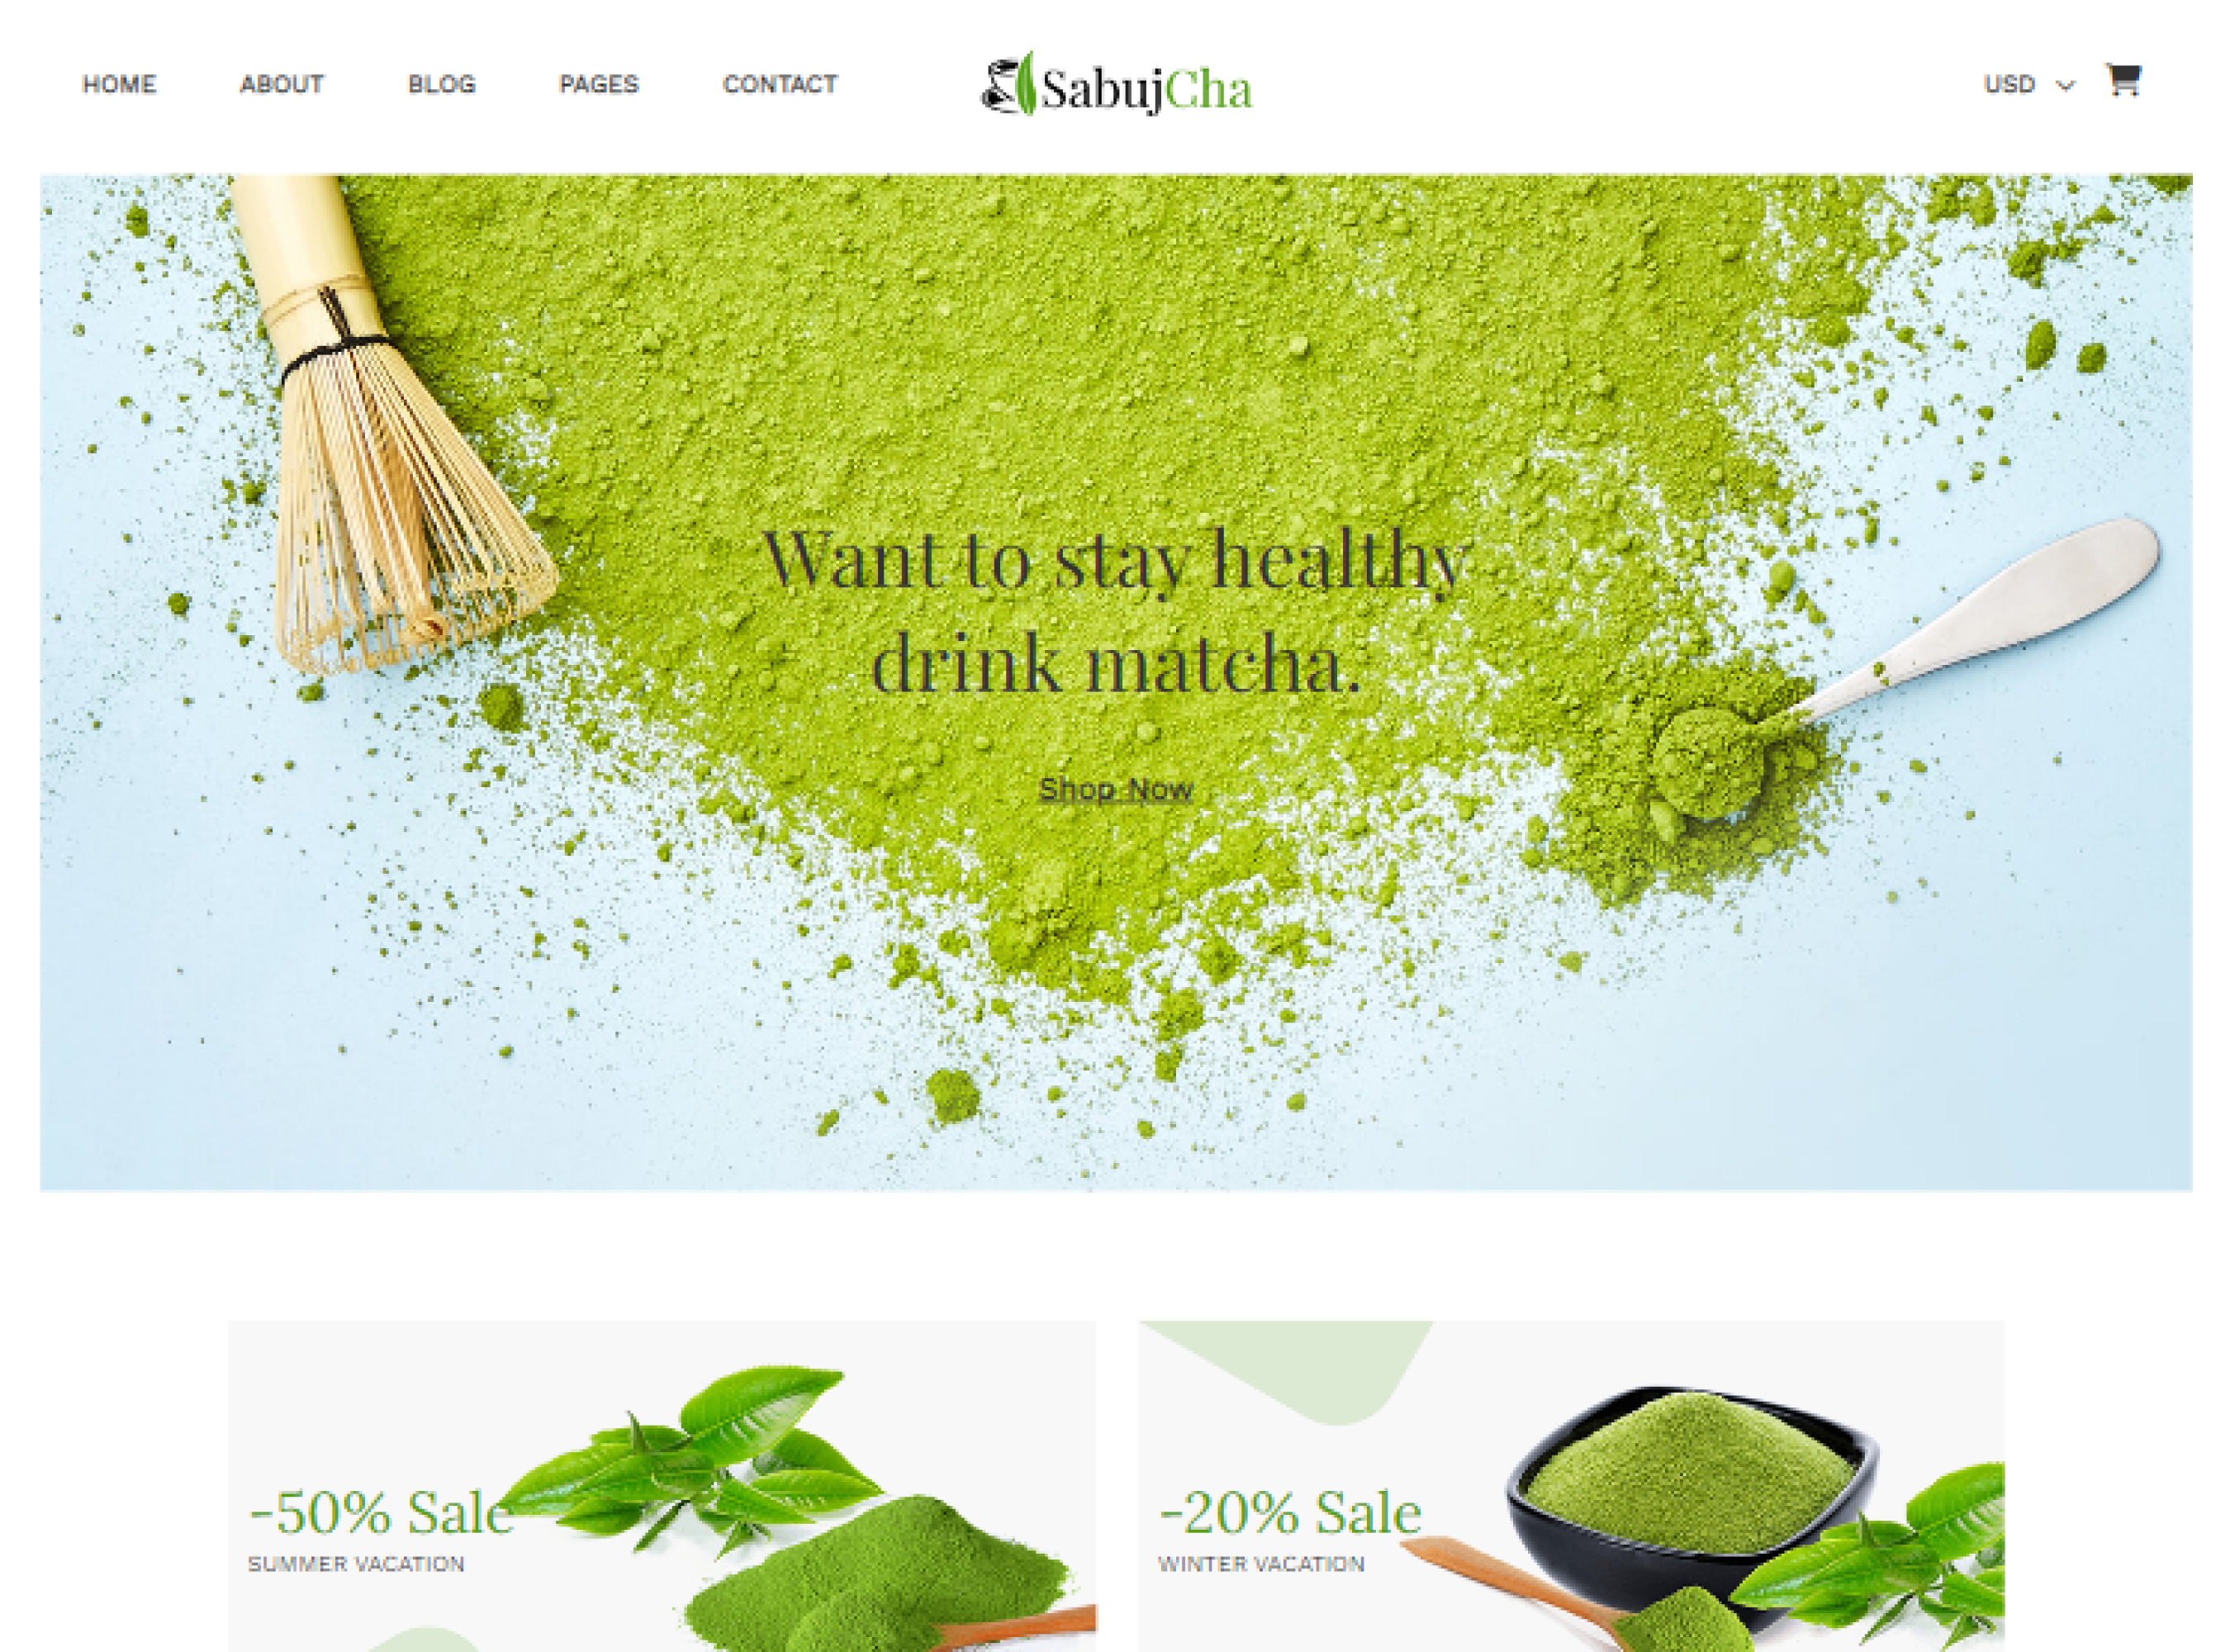 HOME ABOUT BLOG PAGES CONTACT SabujCha USD
Want to stay healthy
drink matcha.
Shop Now
-50% Sale
SUMMER VACATION
-20% Sale
WINTER VACATION